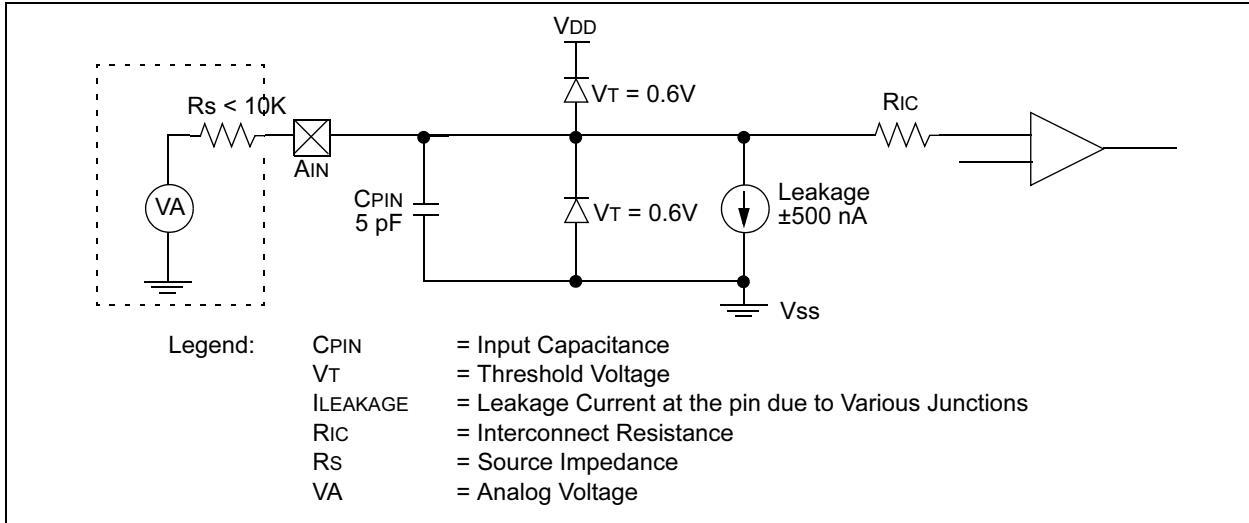 VDD
VT = 0.6V
RS < 10K
RIC
AIN
VA
CPIN
5 pF
VT = 0.6V
Leakage
±500 nA
VSS
Legend: CPIN = Input Capacitance
VT = Threshold Voltage
ILEAKAGE = Leakage Current at the pin due to Various Junctions
RIC = Interconnect Resistance
RS = Source Impedance
VA = Analog Voltage